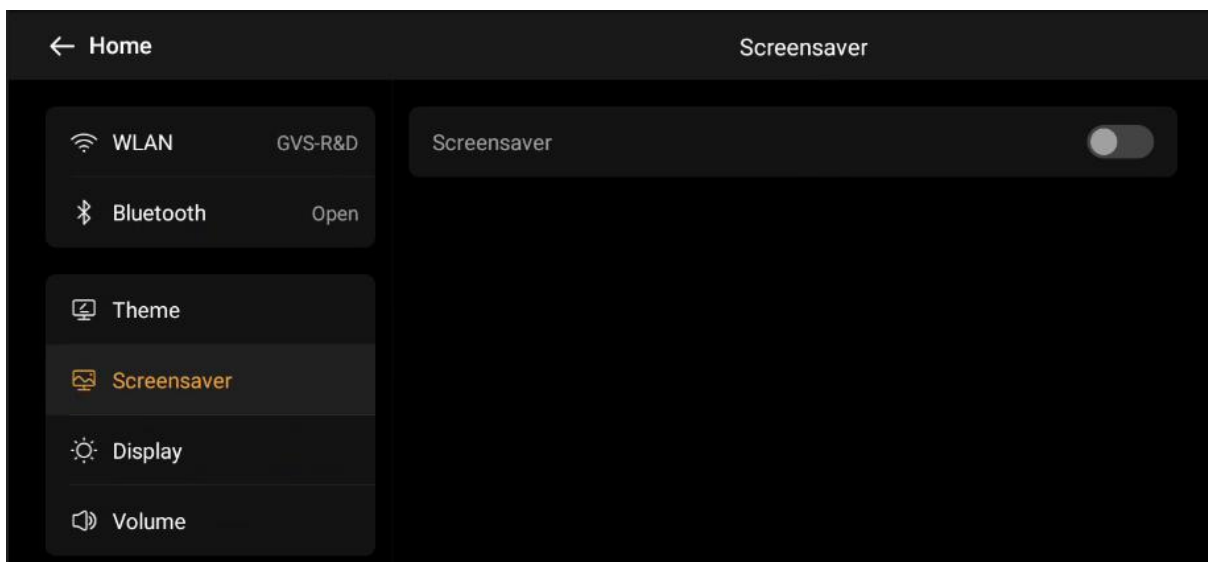 Home
Screensaver
WLAN GVS-R&D
Bluetooth Open
Theme
Screensaver
Display
Volume
Screensaver